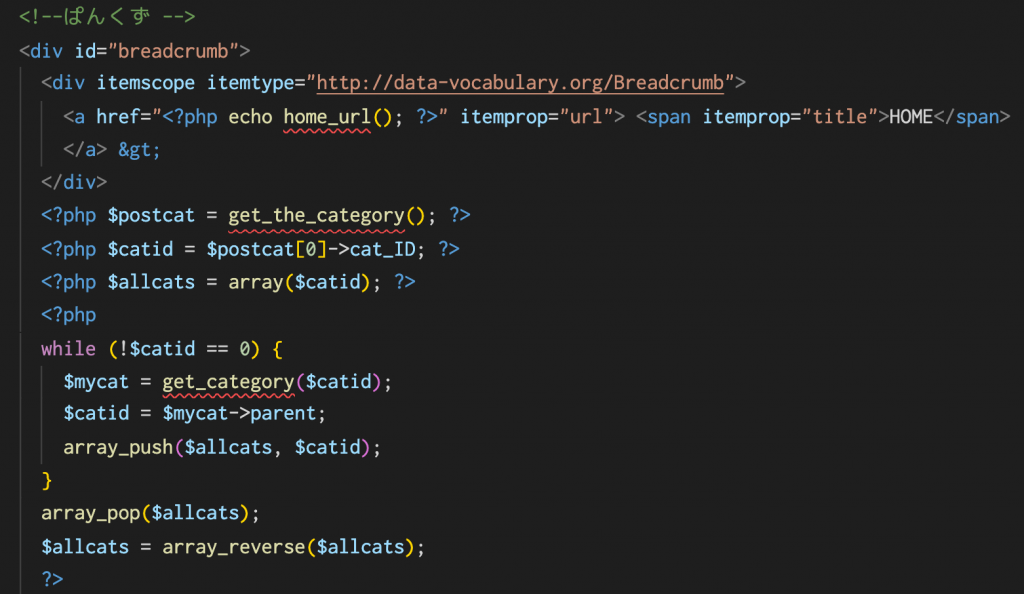 <!--ぱんくず -->
<div id="breadcrumb">
<div itemscope itemtype="http://data-vocabulary.org/Breadcrumb">
<a href="<?php echo home_url(); ?>" itemprop="url"> <span itemprop="title">HOME</span>
</a> &gt;
</div>
<?php $postcat = get_the_category(); ?>
<?php $catid = $postcat[0]->cat_ID; ?>
<?php $allcats = array($catid); ?>
<?php
while (!$catid == 0) {
$mycat = get_category($catid);
$catid = $mycat->parent;
array_push($allcats, $catid);
}
array_pop($allcats);
$allcats = array_reverse($allcats);
?>